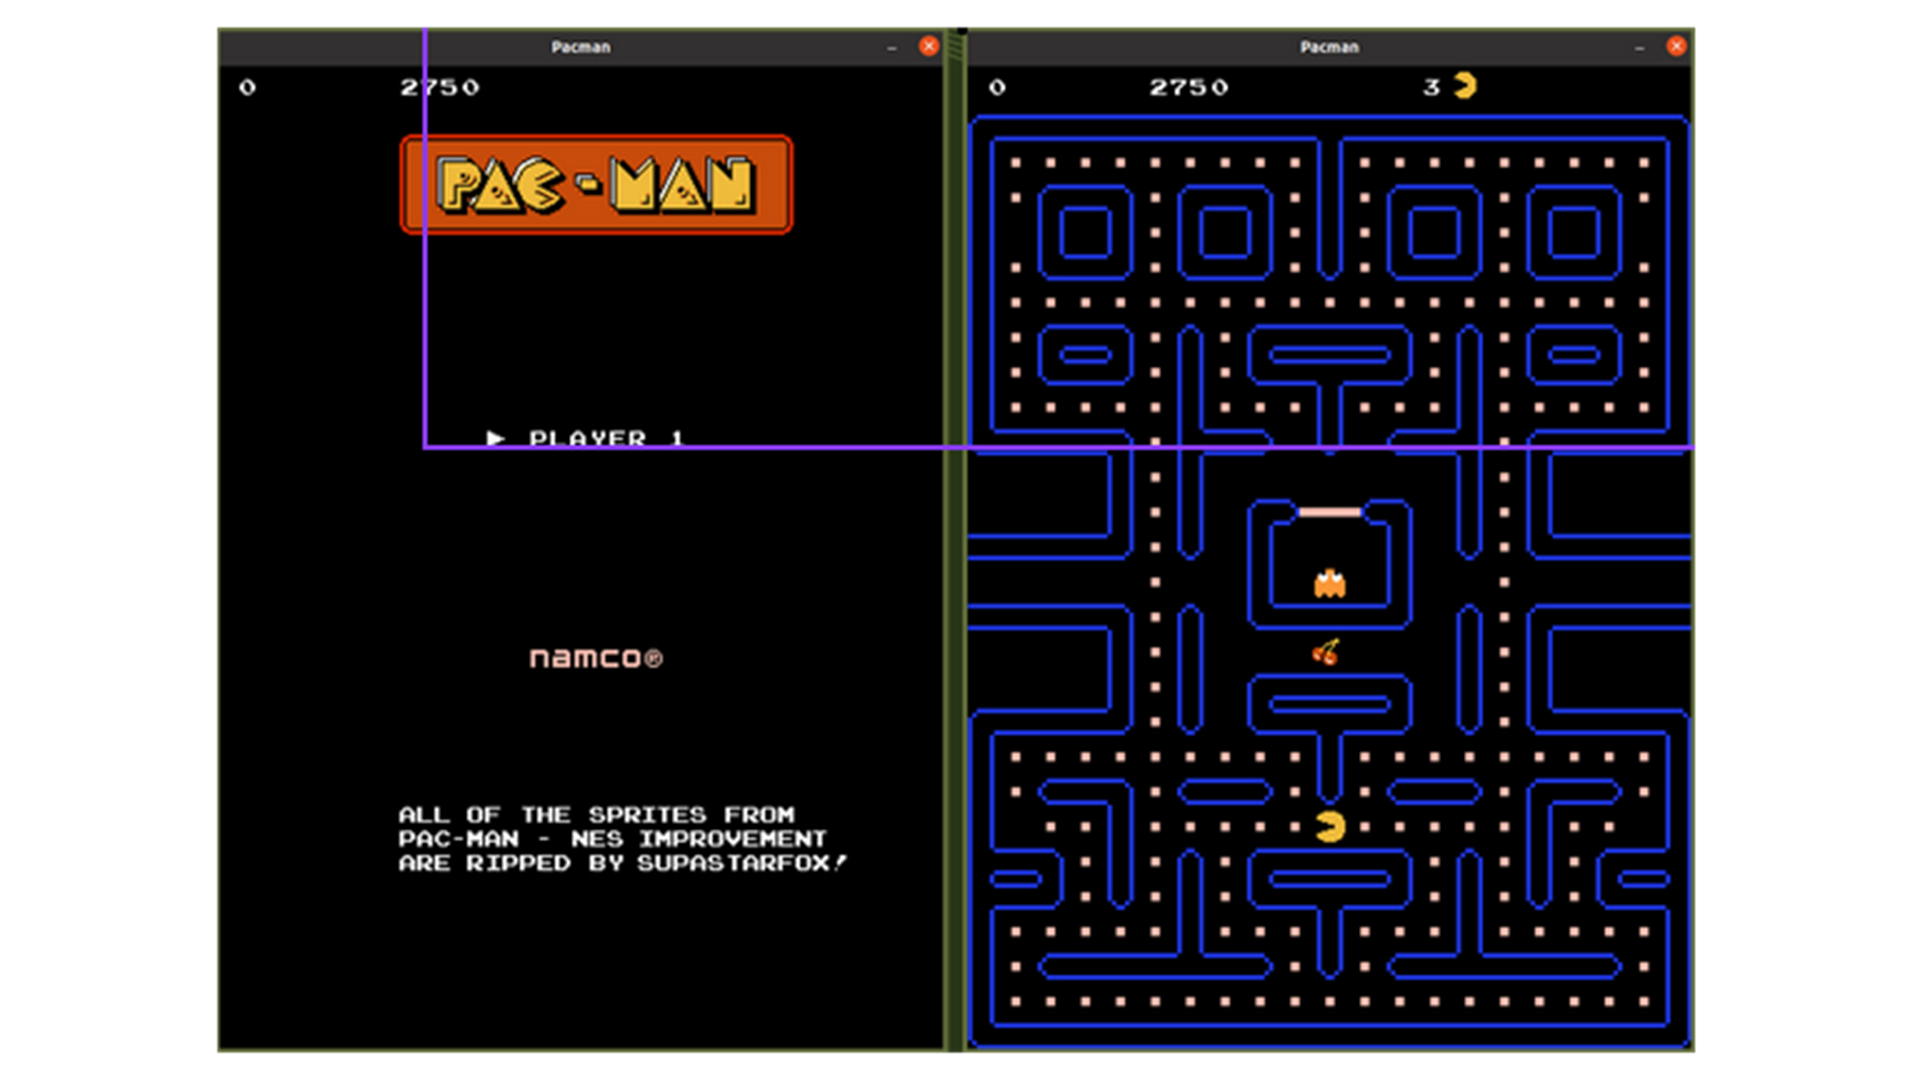 Pacman
0 2750
PAC-MAN
► PLAYER 1
namco®
ALL OF THE SPRITES FROM
PAC-MAN - NES IMPROVEMENT
ARE RIPPED BY SUPASTARFOX!
Pacman
0 2750 3